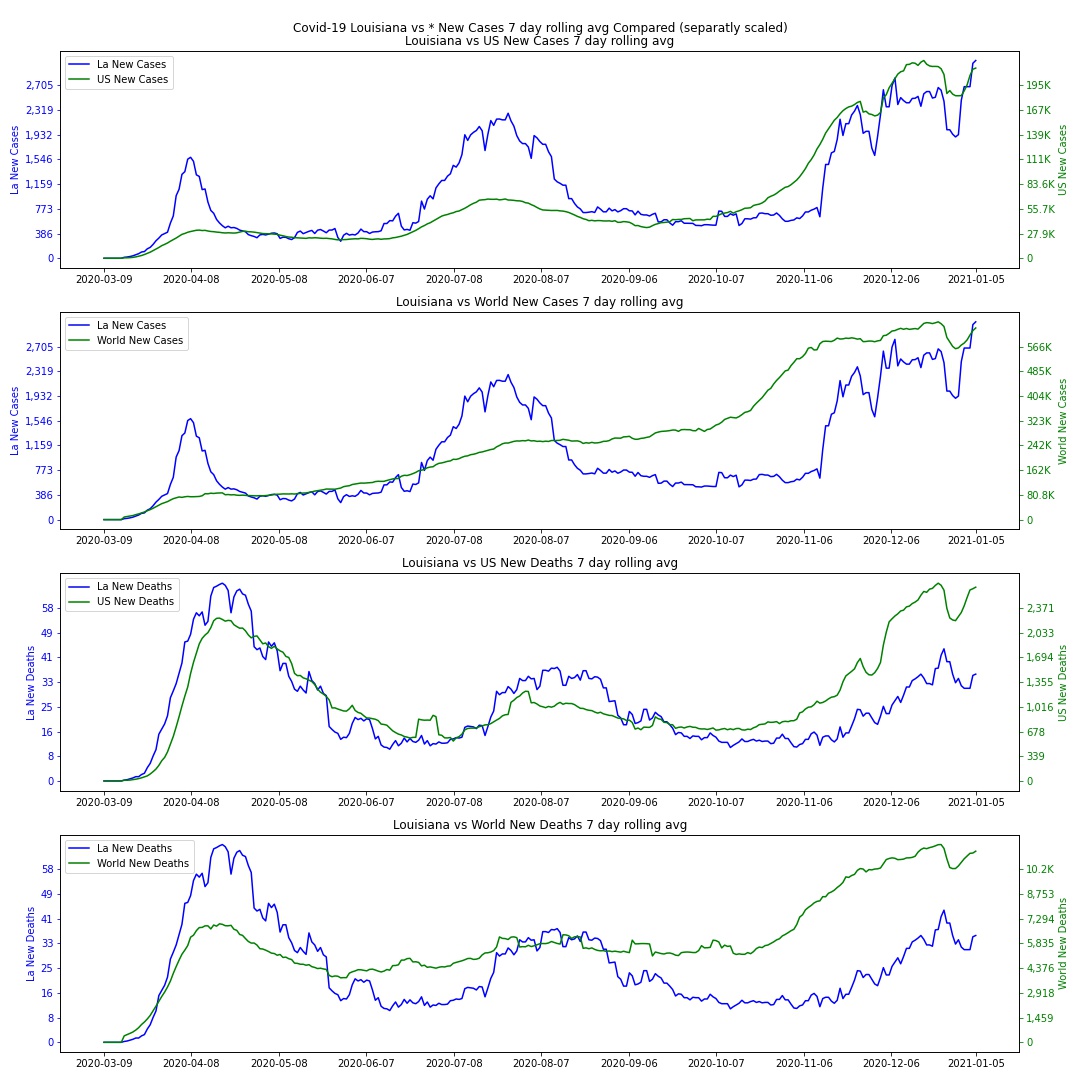 Covid-19 Louisiana vs * New Cases 7 day rolling avg Compared (separatly scaled)
Louisiana vs US New Cases 7 day rolling avg
La New Cases
US New Cases
2,705
2,319
1,932
1,546
1,159
773
386
0
La New Cases
195K
167K
139K
111K
83.6K
55.7K
27.9K
0
US New Cases
2020-03-09 2020-04-08 2020-05-08 2020-06-07 2020-07-08 2020-08-07 2020-09-06 2020-10-07 2020-11-06 2020-12-06 2021-01-05
Louisiana vs World New Cases 7 day rolling avg
La New Cases
World New Cases
2,705
2,319
1,932
1,546
1,159
773
386
0
La New Cases
566K
485K
404K
323K
242K
162K
80.8K
0
World New Cases
2020-03-09 2020-04-08 2020-05-08 2020-06-07 2020-07-08 2020-08-07 2020-09-06 2020-10-07 2020-11-06 2020-12-06 2021-01-05
Louisiana vs US New Deaths 7 day rolling avg
La New Deaths
US New Deaths
58
49
41
33
25
16
8
0
La New Deaths
2,371
2,033
1,694
1,355
1,016
678
339
0
US New Deaths
2020-03-09 2020-04-08 2020-05-08 2020-06-07 2020-07-08 2020-08-07 2020-09-06 2020-10-07 2020-11-06 2020-12-06 2021-01-05
Louisiana vs World New Deaths 7 day rolling avg
La New Deaths
World New Deaths
58
49
41
33
25
16
8
0
La New Deaths
10.2K
8,753
7,294
5,835
4,376
2,918
1,459
0
World New Deaths
2020-03-09 2020-04-08 2020-05-08 2020-06-07 2020-07-08 2020-08-07 2020-09-06 2020-10-07 2020-11-06 2020-12-06 2021-01-05